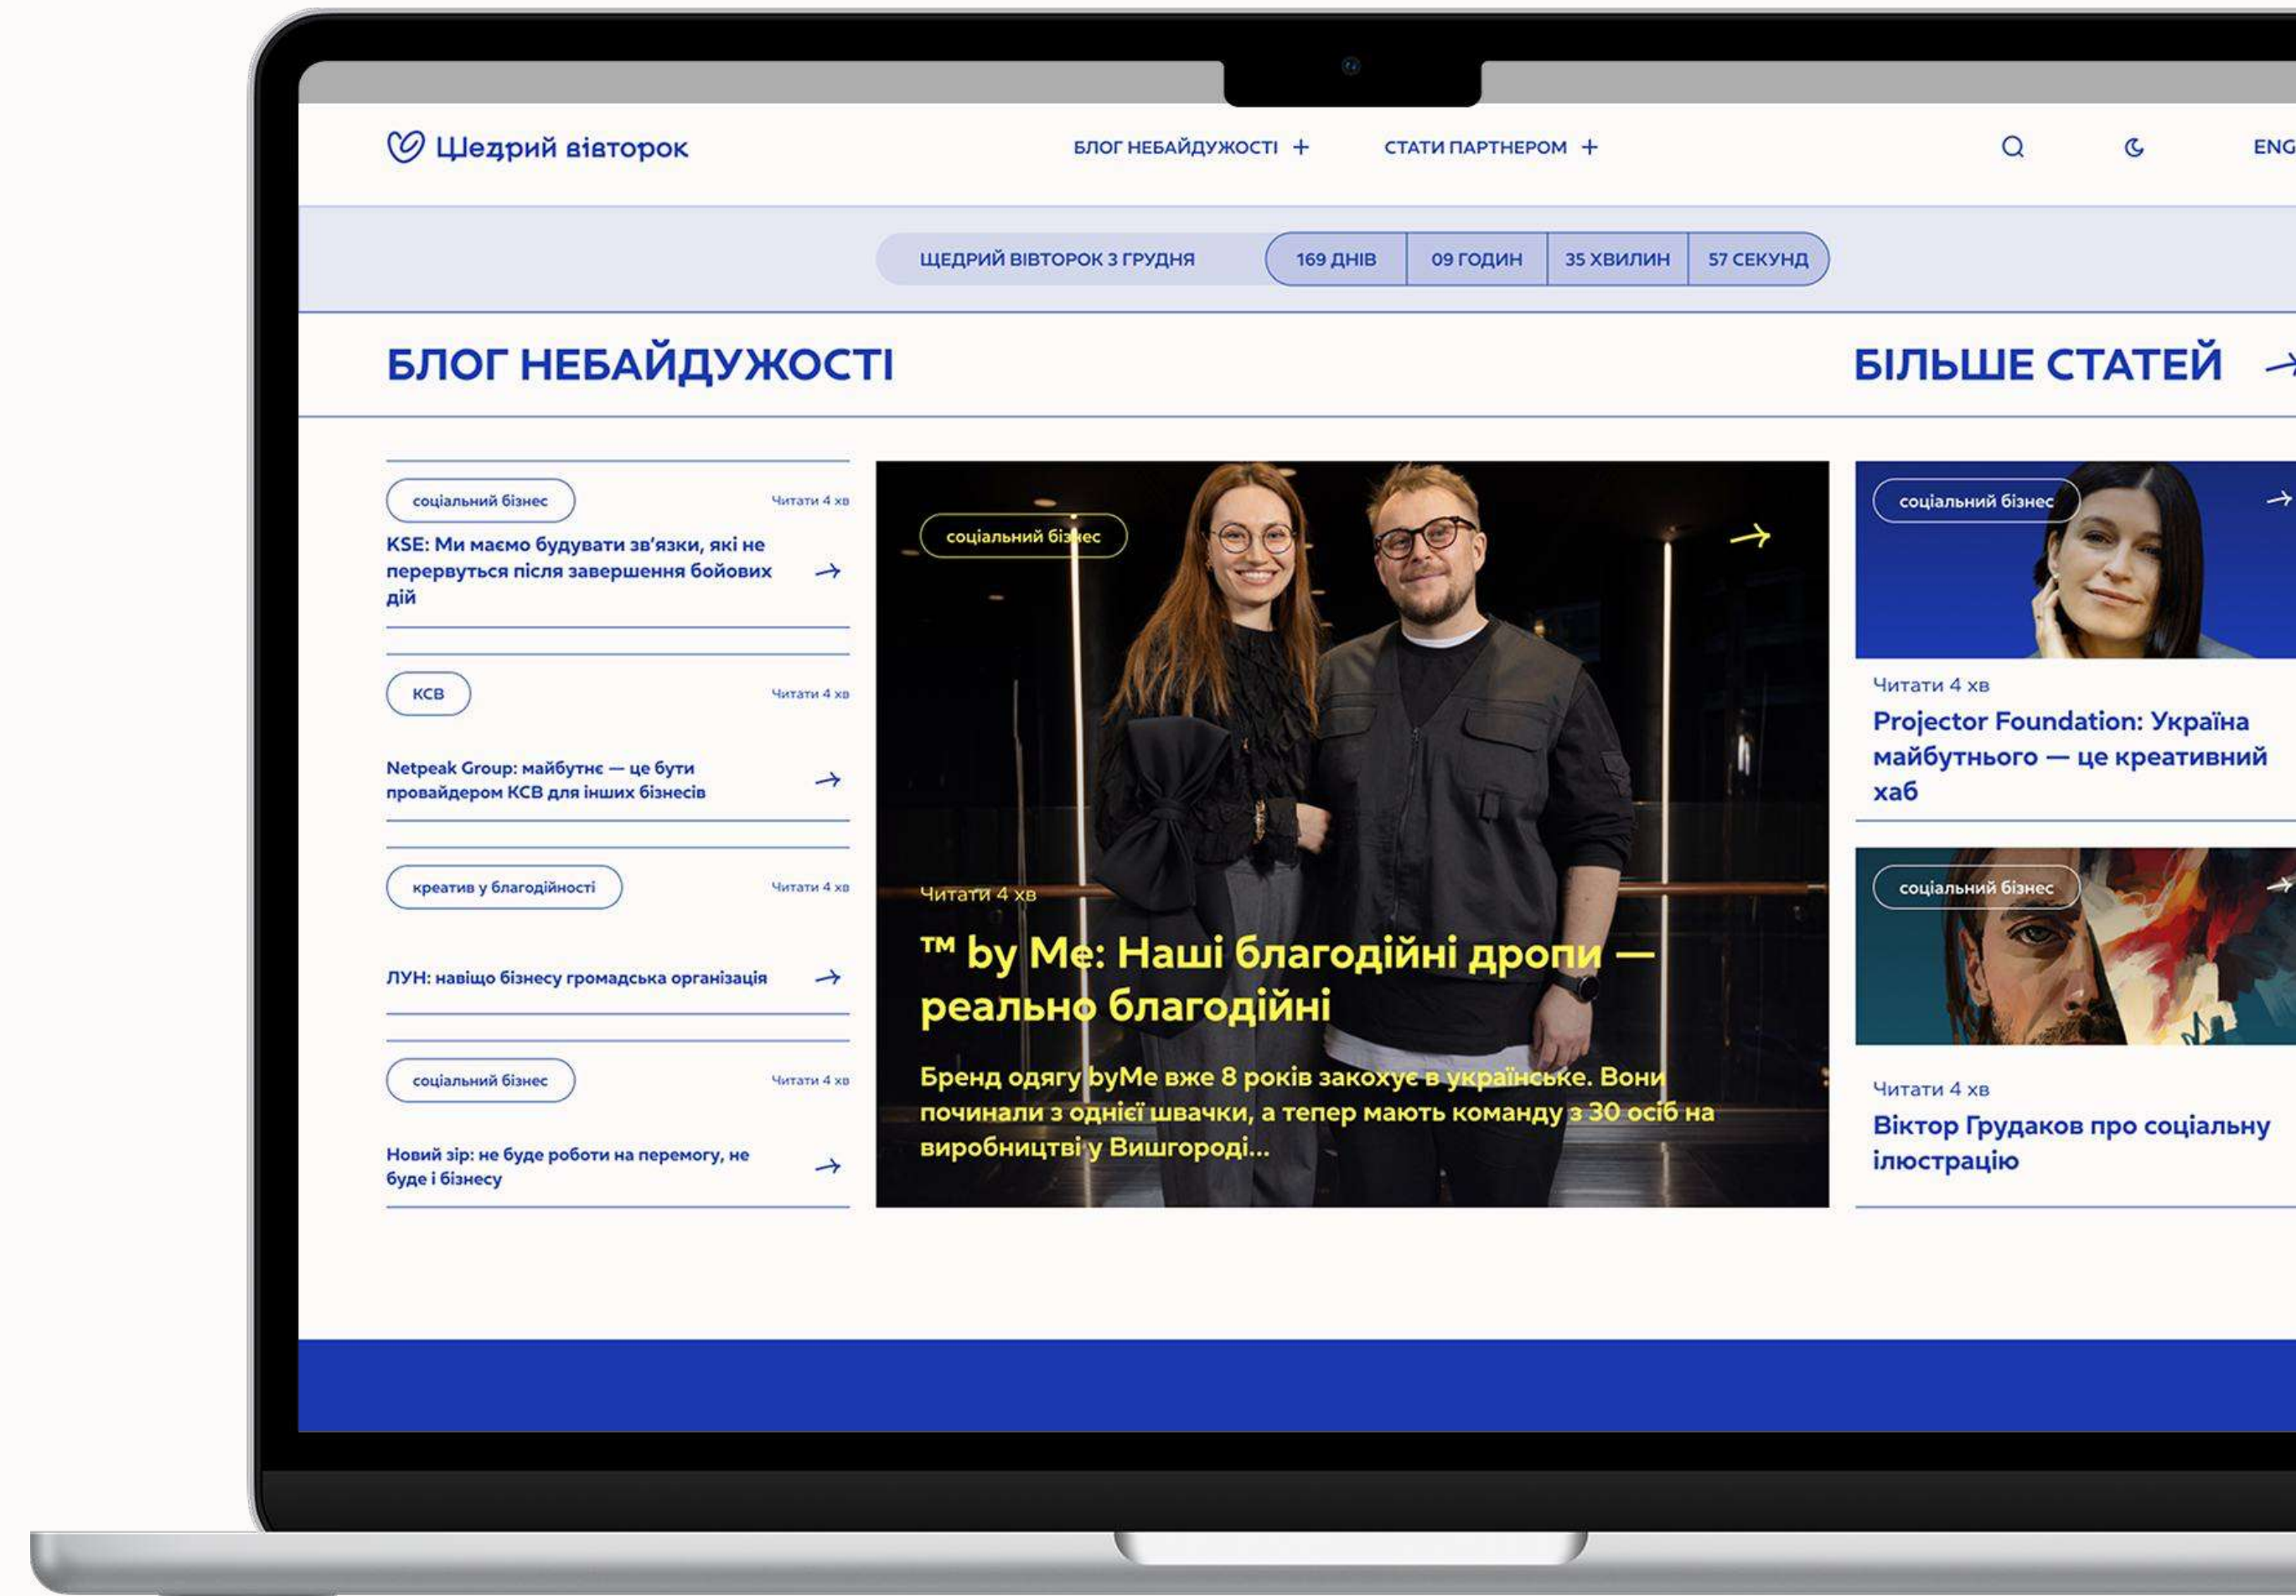 Щедрий вівторок
БЛОГ НЕБАЙДУЖОСТІ +
СТАТИ ПАРТНЕРОМ +
ENG
ЩЕДРИЙ ВІВТОРОК 3 ГРУДНЯ
169 ДНІВ
09 ГОДИН
35 ХВИЛИН
57 СЕКУНД
БЛОГ НЕБАЙДУЖОСТІ
БІЛЬШЕ СТАТЕЙ
соціальний бізнес
Читати 4 хв
KSE: Ми маємо будувати зв’язки, які не
перервуться після завершення бойових
дій
КСВ
Читати 4 хв
Netpeak Group: майбутнє — це бути
провайдером КСВ для інших бізнесів
креатив у благодійності
Читати 4 хв
ЛУН: навіщо бізнесу громадська організація
соціальний бізнес
Читати 4 хв
Новий зір: не буде роботи на перемогу, не
буде і бізнесу
соціальний бізнес
Читати 4 хв
™ by Me: Наші благодійні дропи —
реально благодійні
Бренд одягу byMe вже 8 років закохує в українське. Вони
починали з однієї швачки, а тепер мають команду з 30 осіб на
виробництві у Вишгороді...
соціальний бізнес
Читати 4 хв
Projector Foundation: Україна
майбутнього — це креативний
хаб
соціальний бізнес
Читати 4 хв
Віктор Грудаков про соціальну
ілюстрацію